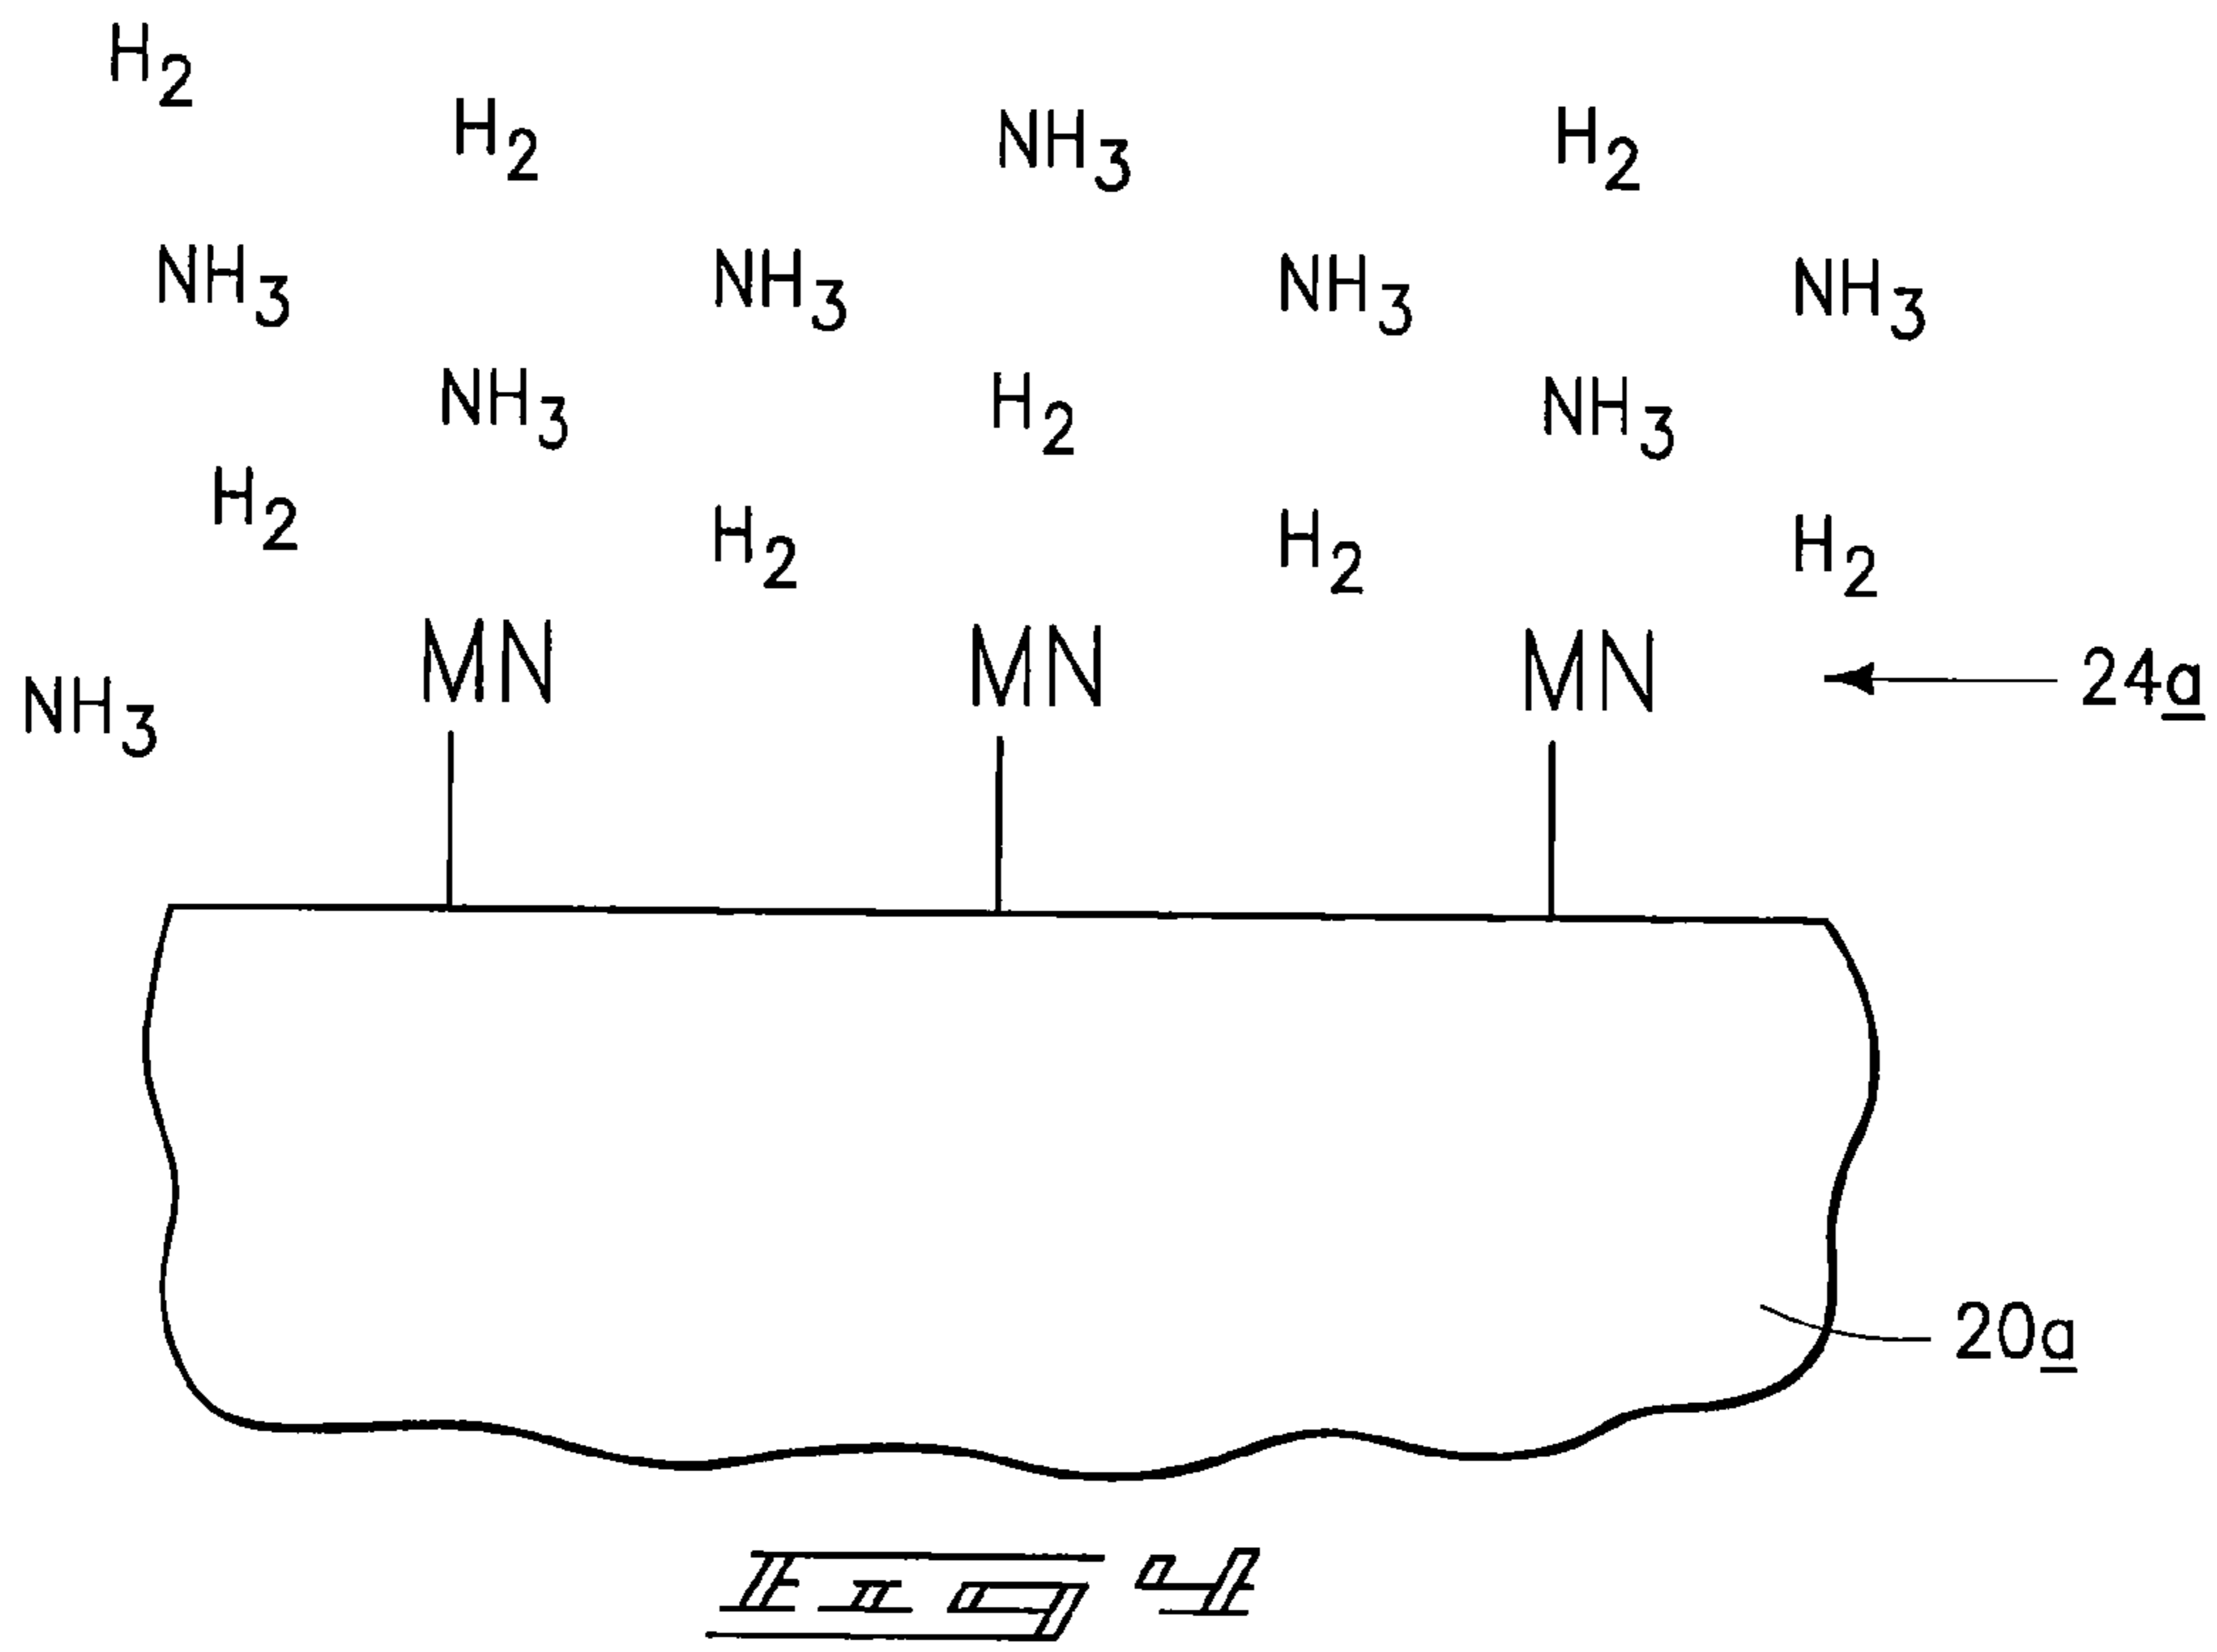 H2
H2 NH3 H2
NH3 NH3 NH3 NH3
NH3 H2 NH3
H2 H2 H2 H2
NH3 MN MN MN 24a
20a
Fig 4